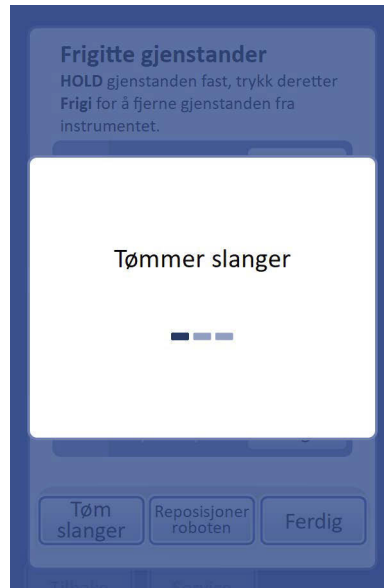 Frigitte gjenstander
HOLD gjenstanden fast, trykk deretter
Frigi for å fjerne gjenstanden fra
instrumentet.
Tømmer slanger
Tøm
slanger
Reposisjoner
roboten
Ferdig
Tilbake